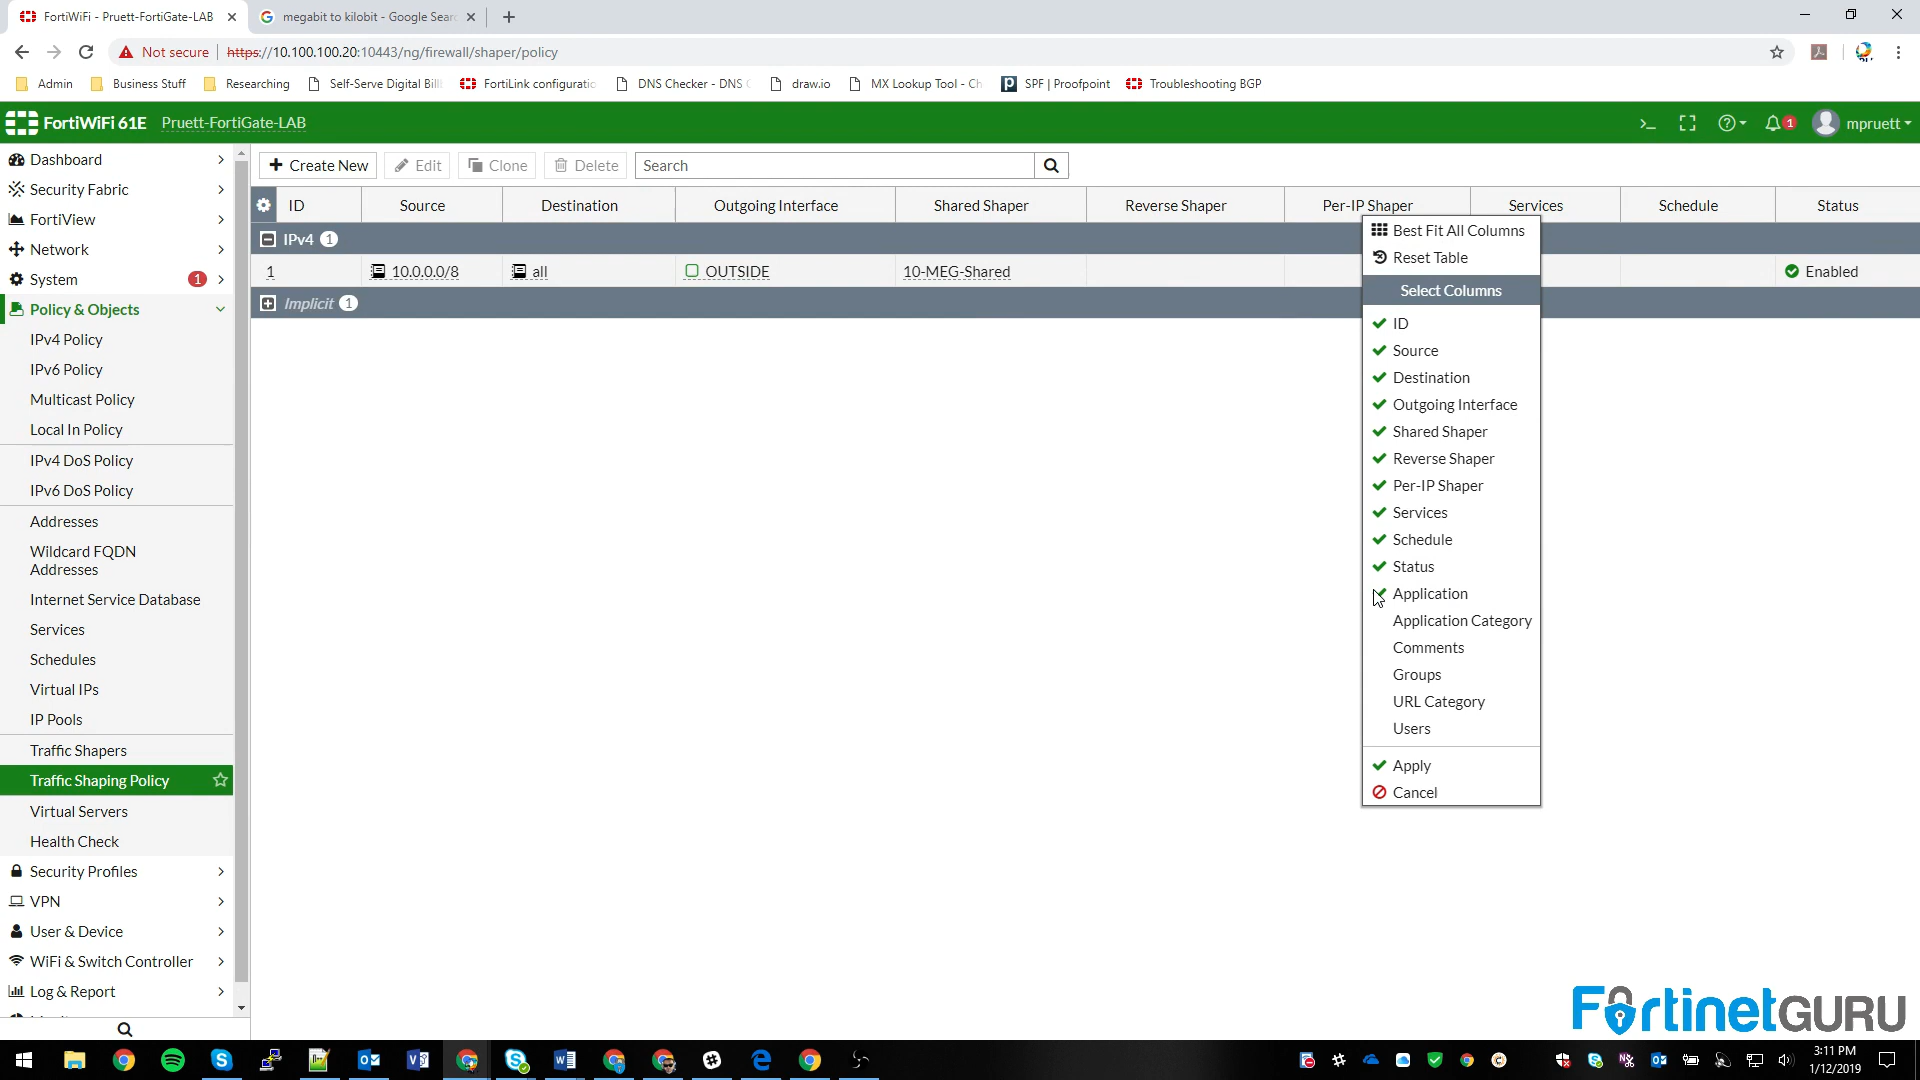 FortiWiFi - Pruett-FortiGate-LAB
megabit to kilobit - Google Sear
Not secure
https://10.100.100.20:10443/ng/firewall/shaper/policy
Admin
Business Stuff
Researching
Self-Serve Digital Bill
FortiLink configuratio
DNS Checker - DNS C
draw.io
MX Lookup Tool - Ch
SPF | Proofpoint
Troubleshooting BGP
FortiWiFi 61E
Pruett-FortiGate-LAB
1
mpruett
Dashboard
Security Fabric
FortiView
Network
System 1
Policy & Objects
IPv4 Policy
IPv6 Policy
Multicast Policy
Local In Policy
IPv4 DoS Policy
IPv6 DoS Policy
Addresses
Wildcard FQDN
Addresses
Internet Service Database
Services
Schedules
Virtual IPs
IP Pools
Traffic Shapers
Traffic Shaping Policy
Virtual Servers
Health Check
Security Profiles
VPN
User & Device
WiFi & Switch Controller
Log & Report
Create New
Edit
Clone
Delete
Search
ID Source Destination Outgoing Interface Shared Shaper Reverse Shaper Per-IP Shaper Services Schedule Status
IPv4 1
1 10.0.0.0/8 all OUTSIDE 10-MEG-Shared Enabled
Implicit 1
Best Fit All Columns
Reset Table
Select Columns
ID
Source
Destination
Outgoing Interface
Shared Shaper
Reverse Shaper
Per-IP Shaper
Services
Schedule
Status
Application
Application Category
Comments
Groups
URL Category
Users
Apply
Cancel
FortinetGURU
3:11 PM
1/12/2019